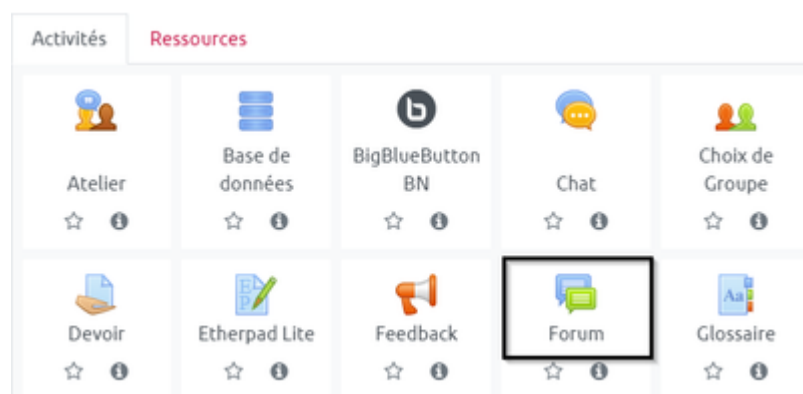 Activités Ressources
Base de BigBlueButton Choix de
Atelier données BN Chat Groupe
Devoir Etherpad Lite Feedback Forum Glossaire